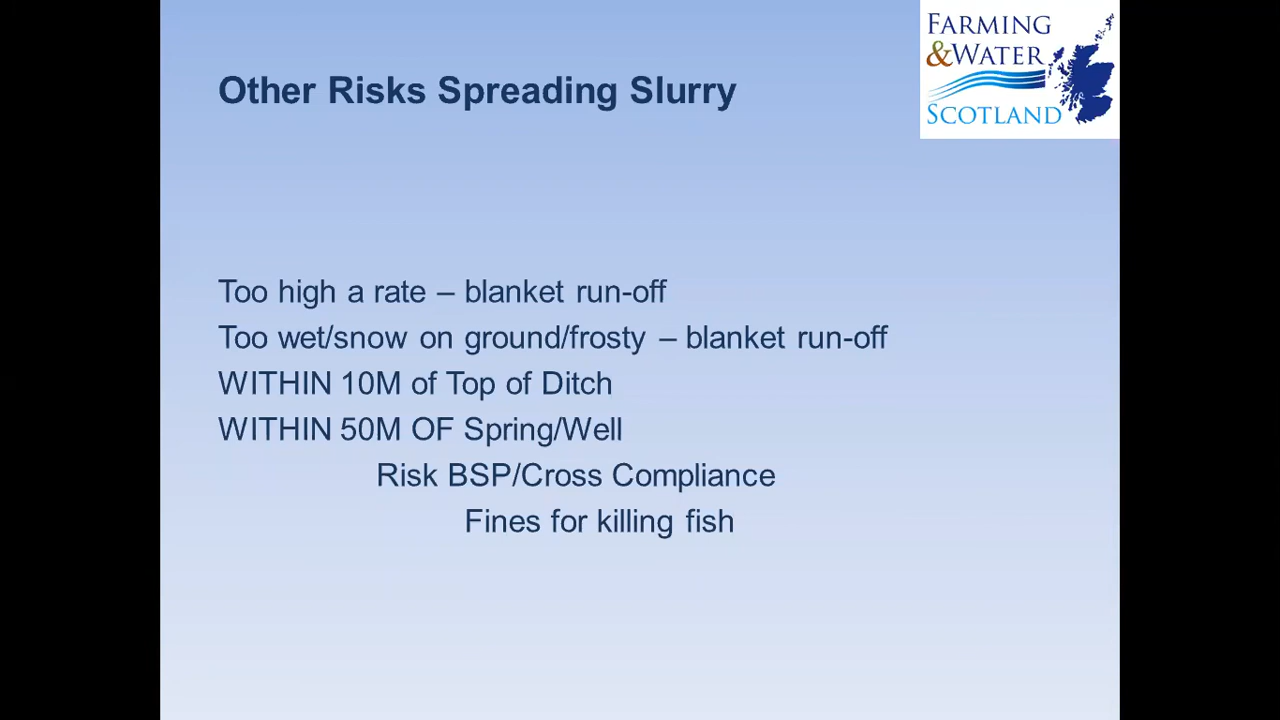 Other Risks Spreading Slurry
FARMING
&WATER
SCOTLAND
Too high a rate – blanket run-off
Too wet/snow on ground/frosty – blanket run-off
WITHIN 10M of Top of Ditch
WITHIN 50M OF Spring/Well
Risk BSP/Cross Compliance
Fines for killing fish